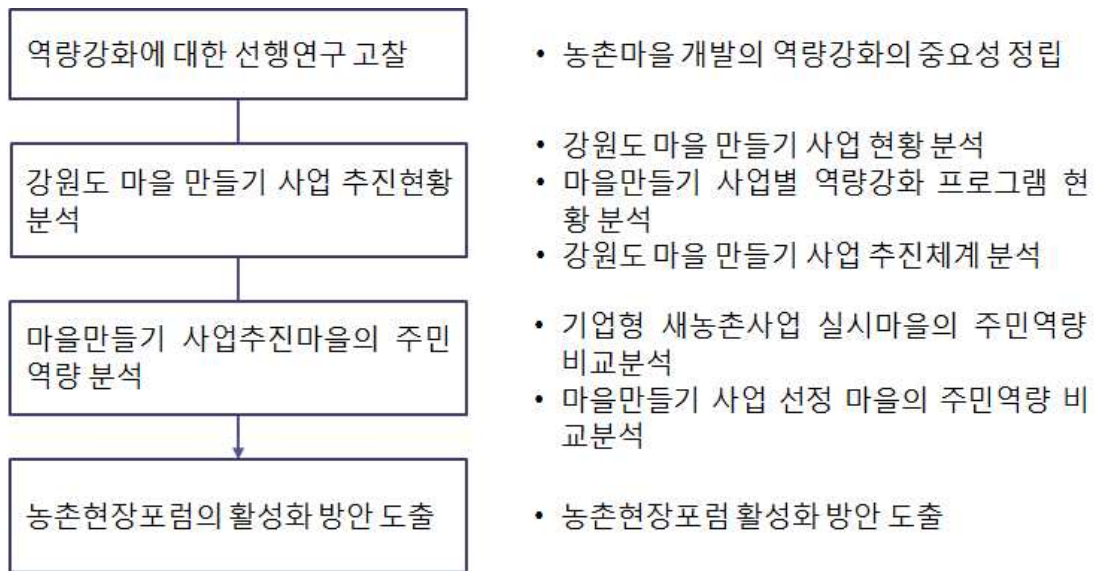 역량강화에 대한 선행연구 고찰
• 농촌마을 개발의 역량강화의 중요성 정립
강원도 마을 만들기 사업 추진현황
분석
• 강원도 마을 만들기 사업 현황 분석
• 마을만들기 사업별 역량강화 프로그램 현
황 분석
• 강원도 마을 만들기 사업 추진체계 분석
마을만들기 사업추진마을의 주민
역량 분석
• 기업형 새농촌사업 실시마을의 주민역량
비교분석
• 마을만들기 사업 선정 마을의 주민역량 비
교분석
농촌현장포럼의 활성화 방안 도출
• 농촌현장포럼 활성화 방안 도출